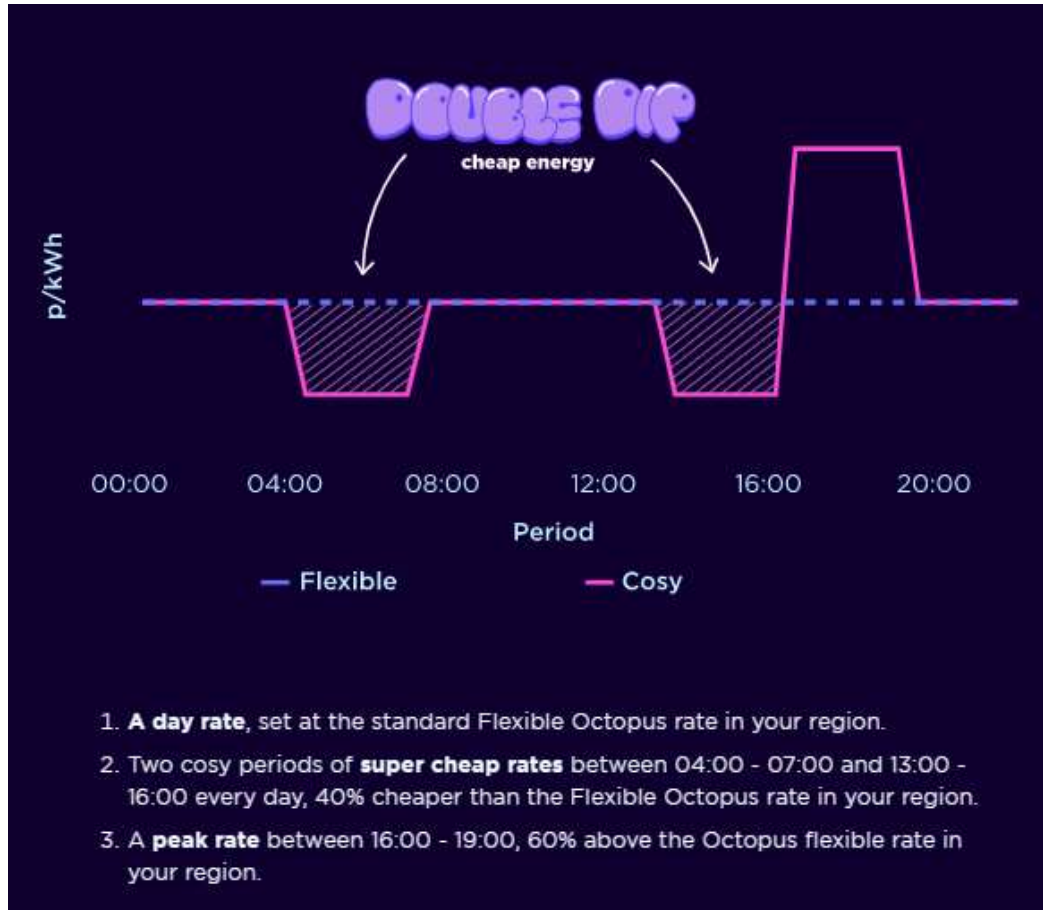 DOUBLE DIP
cheap energy
p/kWh
00:00 04:00 08:00 12:00 16:00 20:00
Period
Flexible Cosy
1. A day rate, set at the standard Flexible Octopus rate in your region.
2. Two cosy periods of super cheap rates between 04:00 - 07:00 and 13:00 -
16:00 every day, 40% cheaper than the Flexible Octopus rate in your region.
3. A peak rate between 16:00 - 19:00, 60% above the Octopus flexible rate in
your region.